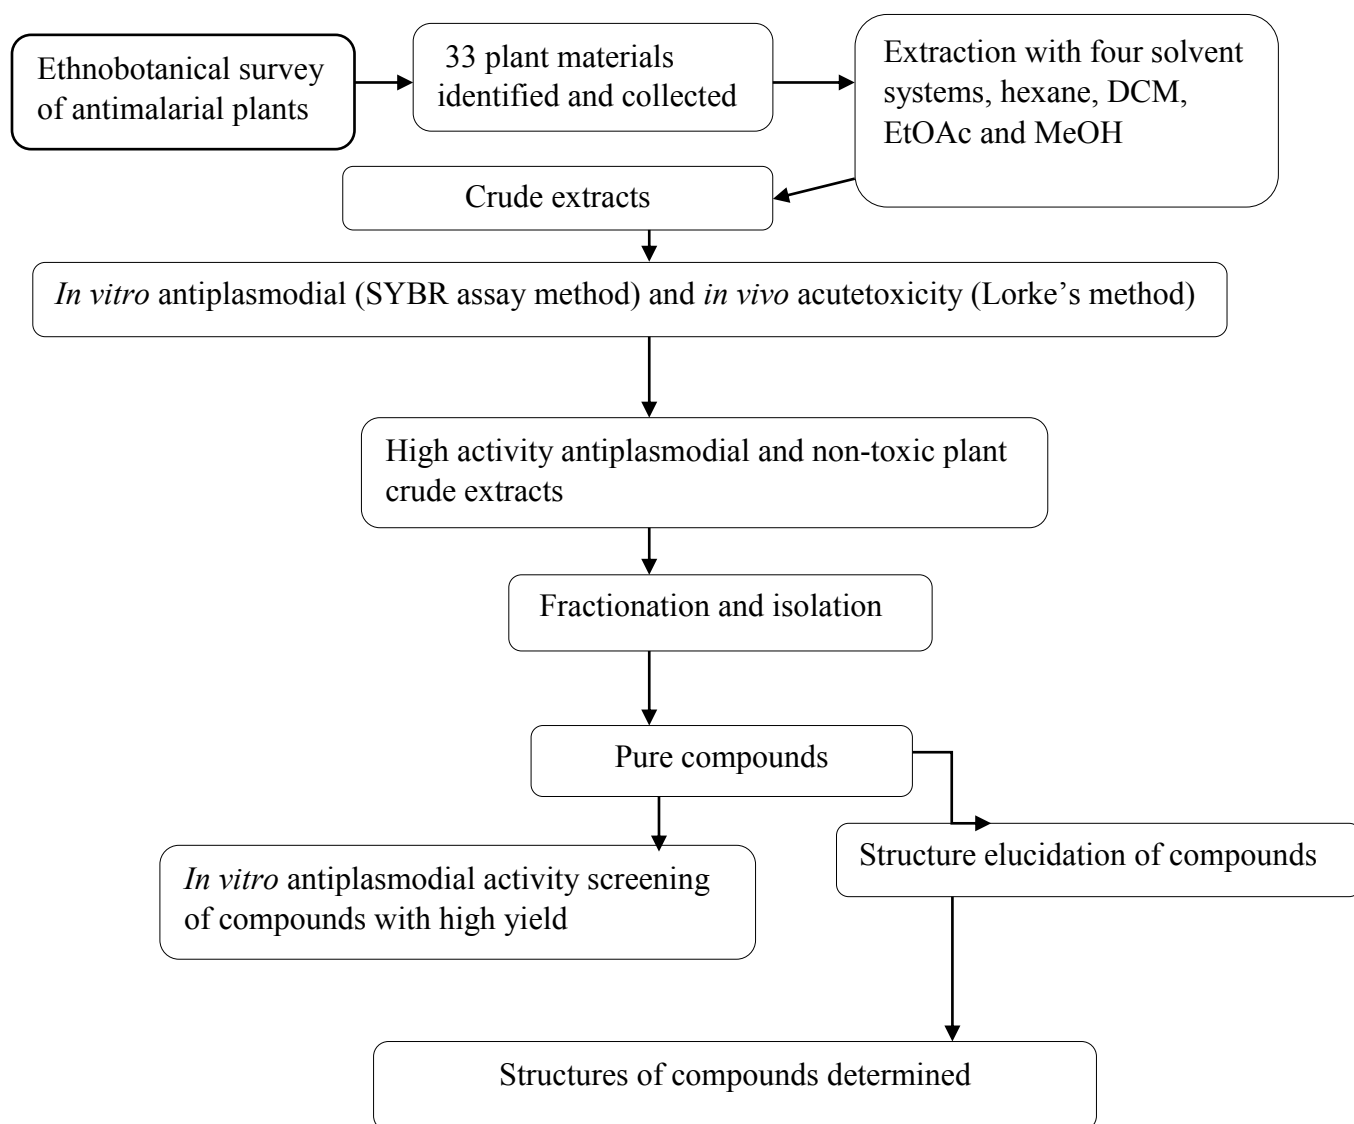 Ethnobotanical survey
of antimalarial plants
33 plant materials
identified and collected
Extraction with four solvent
systems, hexane, DCM,
EtOAc and MeOH
Crude extracts
In vitro antiplasmodial (SYBR assay method) and in vivo acutetoxicity (Lorke’s method)
High activity antiplasmodial and non-toxic plant
crude extracts
Fractionation and isolation
Pure compounds
In vitro antiplasmodial activity screening
of compounds with high yield
Structure elucidation of compounds
Structures of compounds determined